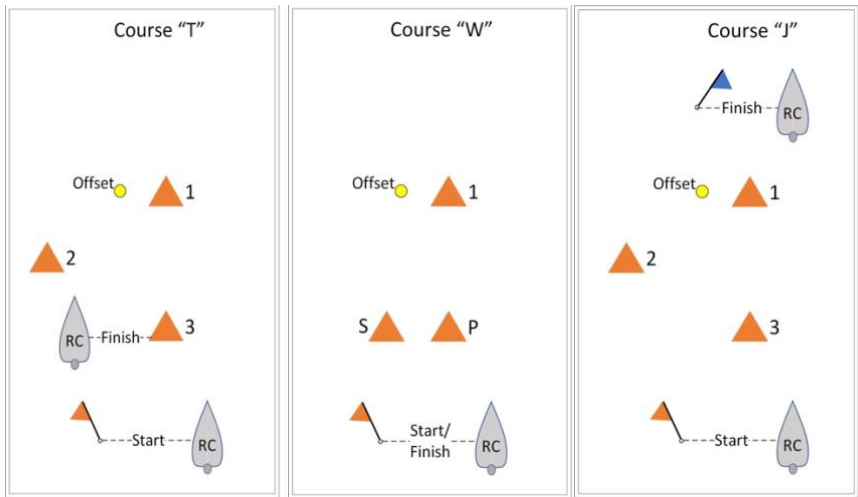 Course “T”
Offset
1
2
RC
Finish
3
Start
RC
Course “W”
Offset
1
S
P
Start/
Finish
RC
Course “J”
Finish
RC
Offset
1
2
3
Start
RC